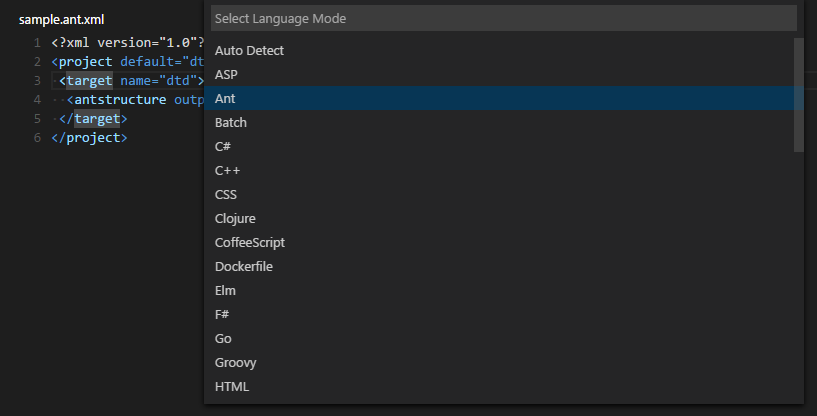 sample.ant.xml
1 <?xml version="1.0"?
2 <project default="dt
3 <target name="dtd">
4 <antstructure outp
5 </target>
6 </project>
Select Language Mode
Auto Detect
ASP
Ant
Batch
C#
C++
CSS
Clojure
CoffeeScript
Dockerfile
Elm
F#
Go
Groovy
HTML